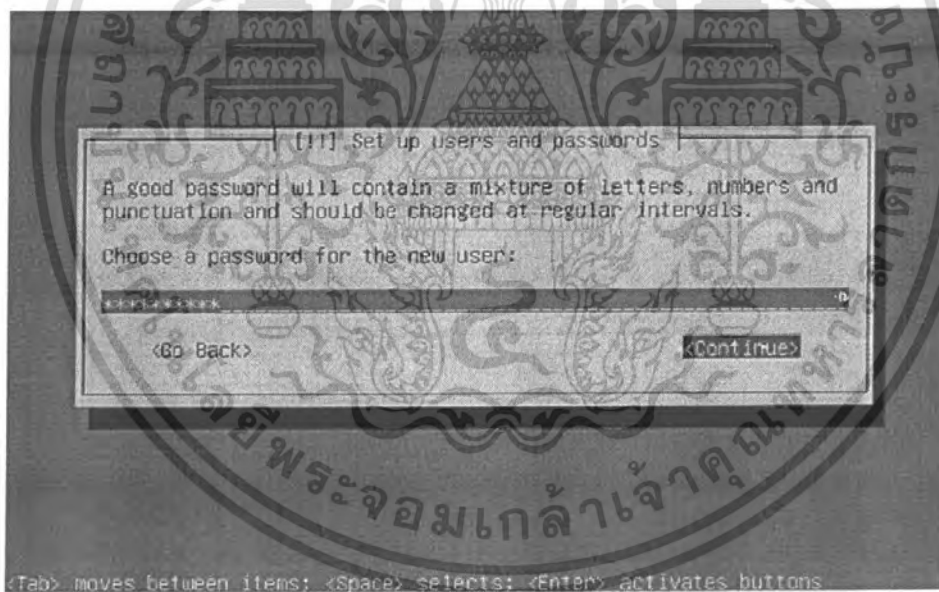 [!!] Set up users and passwords
A good password will contain a mixture of letters, numbers and
punctuation and should be changed at regular intervals.
Choose a password for the new user:
**********
<Go Back> <Continue>
พระจอมเกล้าเจ้าคุณทหาร
<Tab> moves between items; <Space> selects; <Enter> activates buttons